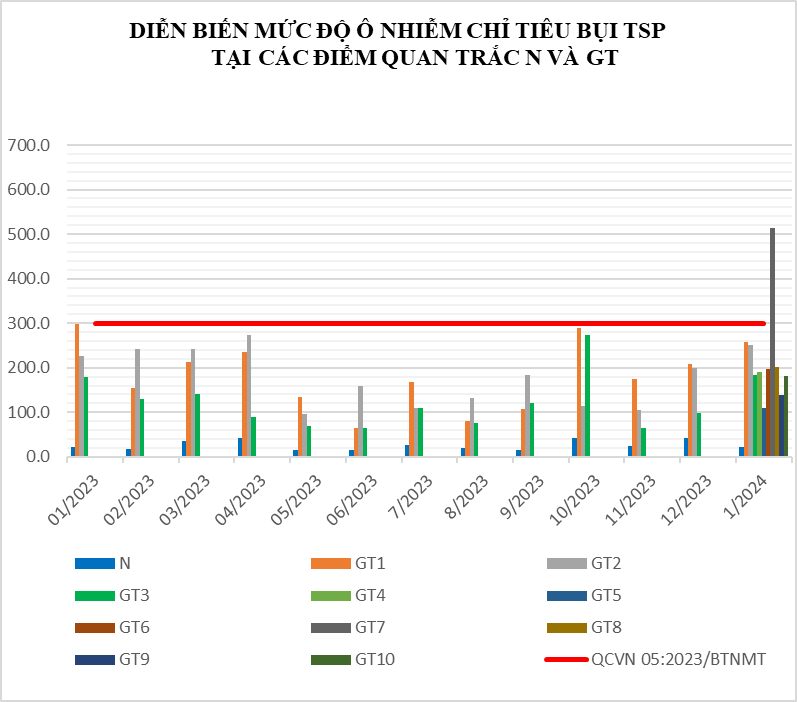 DIỄN BIẾN MỨC ĐỘ Ô NHIỄM CHỈ TIÊU BỤI TSP
TẠI CÁC ĐIỂM QUAN TRẮC N VÀ GT
700.0
600.0
500.0
400.0
300.0
200.0
100.0
0.0
01/2023 02/2023 03/2023 04/2023 05/2023 06/2023 7/2023 8/2023 9/2023 10/2023 11/2023 12/2023 1/2024
N GT1 GT2
GT3 GT4 GT5
GT6 GT7 GT8
GT9 GT10 QCVN 05:2023/BTNMT